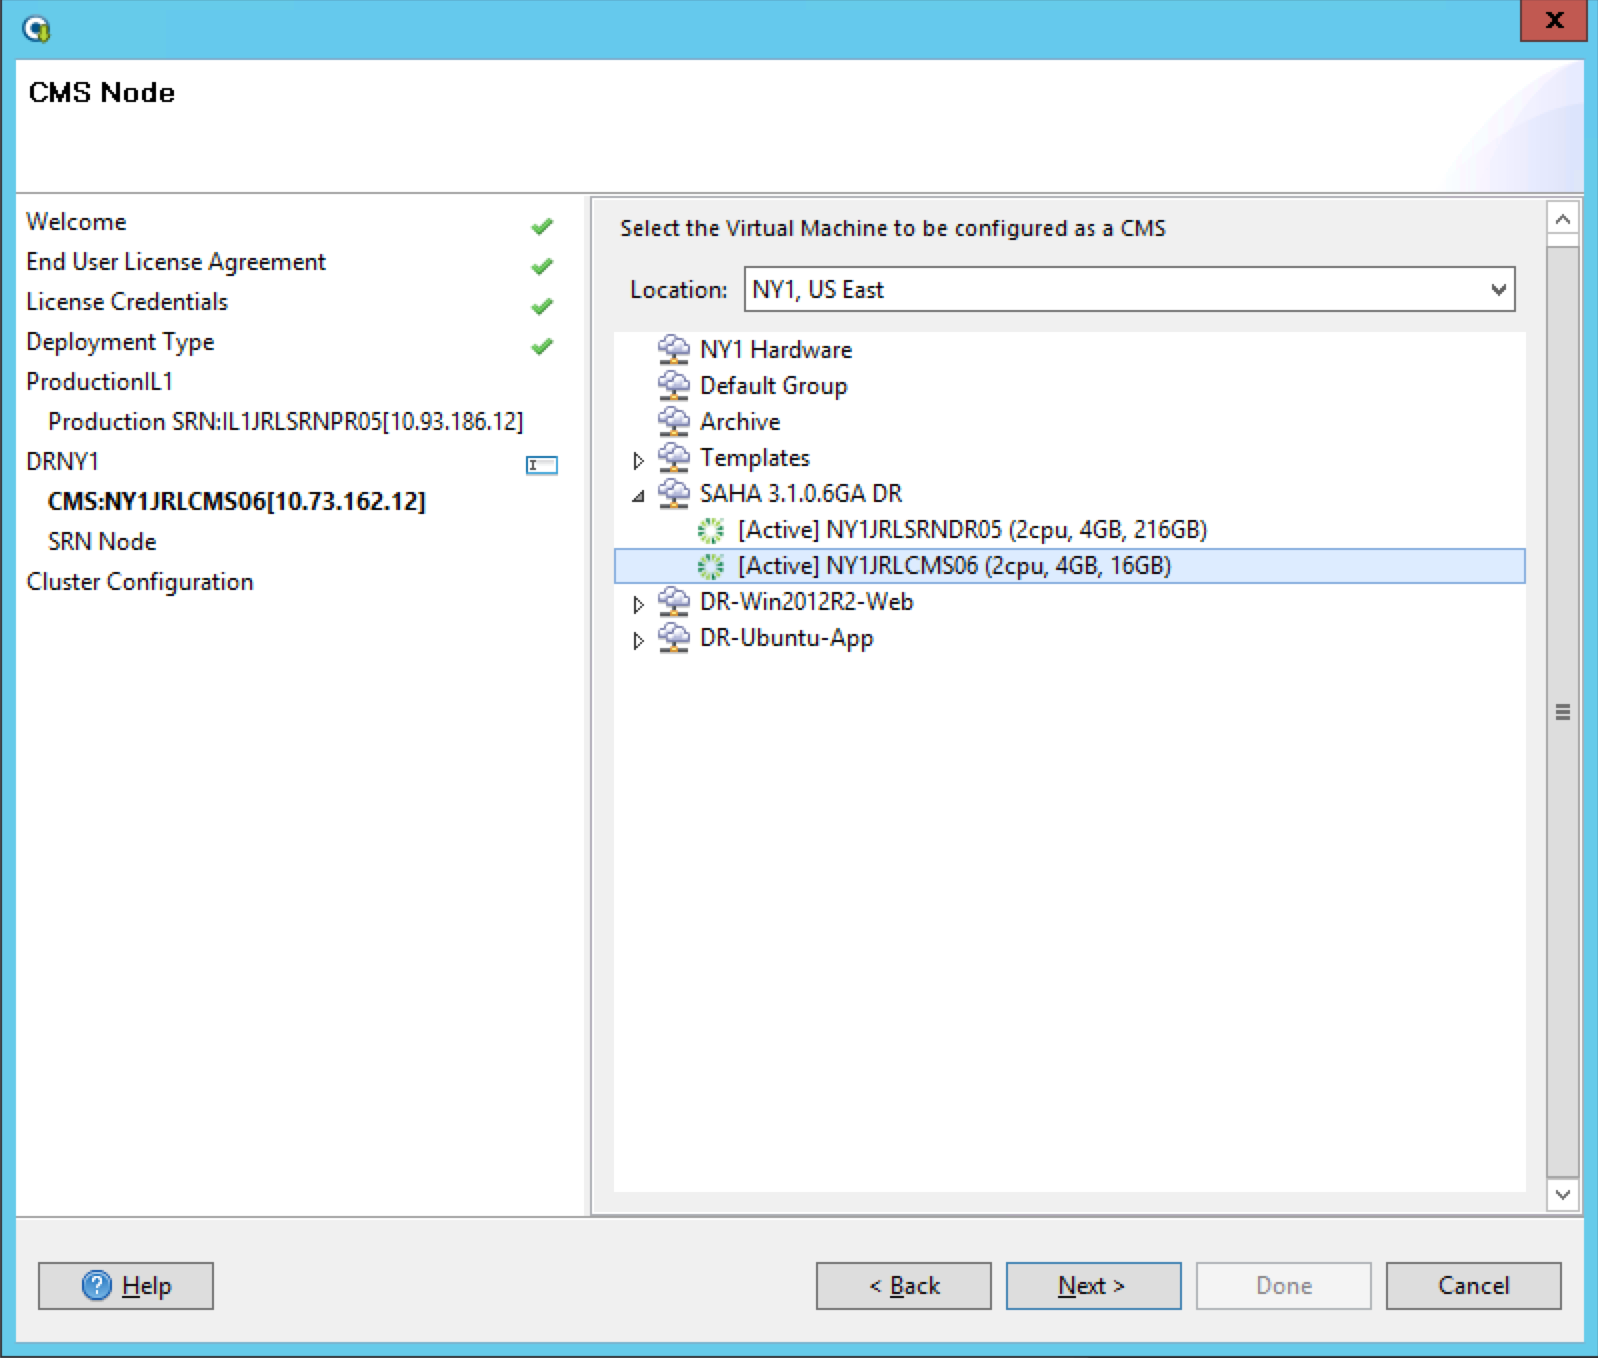 X
CMS Node
Welcome
End User License Agreement
License Credentials
Deployment Type
ProductionIL1
Production SRN:IL1JRLSRNPR05[10.93.186.12]
DRNY1
CMS:NY1JRLCMS06[10.73.162.12]
SRN Node
Cluster Configuration
Select the Virtual Machine to be configured as a CMS
Location: NY1, US East
NY1 Hardware
Default Group
Archive
Templates
SAHA 3.1.0.6GA DR
[Active] NY1JRLSRNDR05 (2cpu, 4GB, 216GB)
[Active] NY1JRLCMS06 (2cpu, 4GB, 16GB)
DR-Win2012R2-Web
DR-Ubuntu-App
? Help
< Back
Next >
Done
Cancel